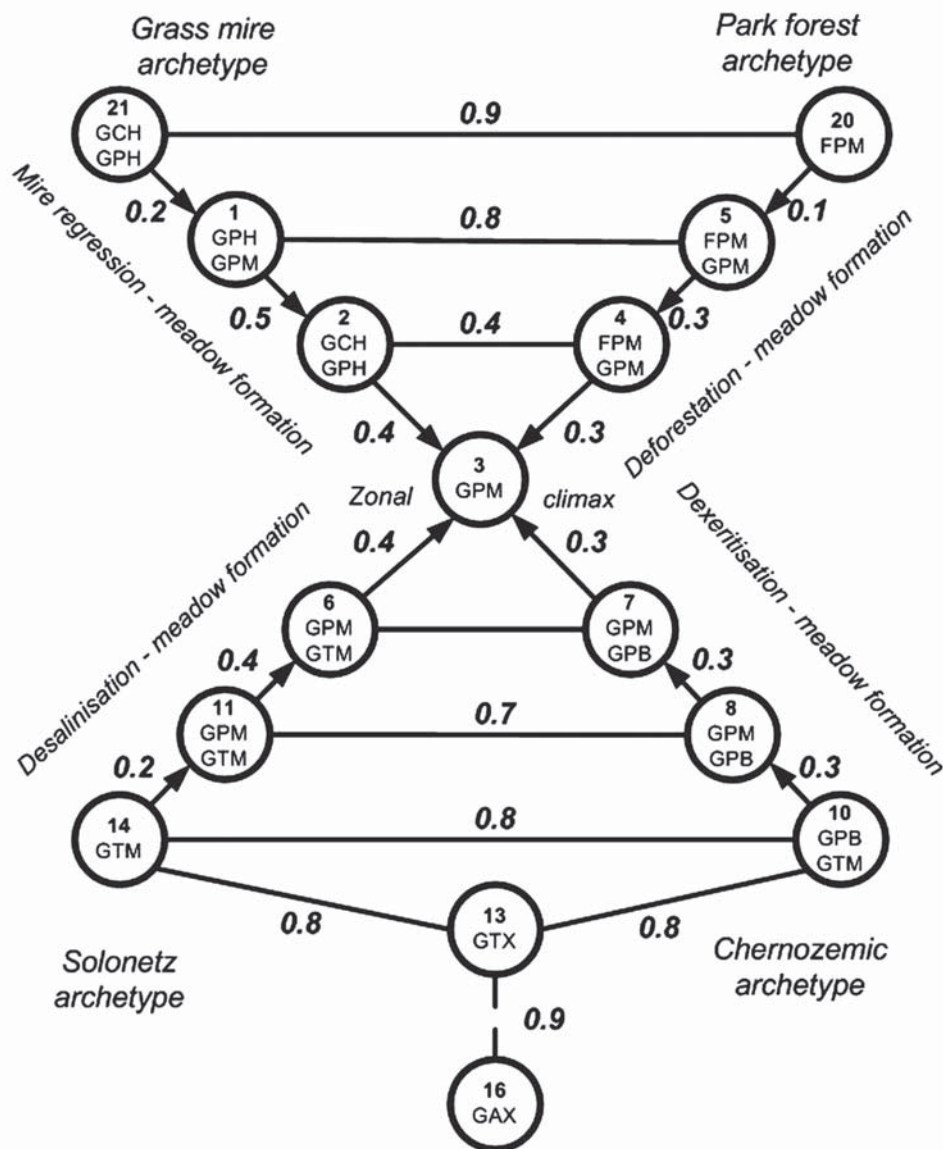 Grass mire
archetype
Park forest
archetype
21
GCH
GPH
0.9
20
FPM
Mire regression - meadow formation
0.2
1
GPH
GPM
0.8
5
FPM
GPM
0.1
Deforestation - meadow formation
0.5
2
GCH
GPH
0.4
4
FPM
GPM
0.3
0.4
0.3
3
GPM
Zonal
climax
Desalinisation - meadow formation
0.4
0.3
Dexeritisation - meadow formation
6
GPM
GTM
7
GPM
GPB
0.4
0.3
11
GPM
GTM
0.7
8
GPM
GPB
0.2
0.3
14
GTM
0.8
10
GPB
GTM
0.8
13
GTX
0.8
Solonetz
archetype
Chernozemic
archetype
0.9
16
GAX